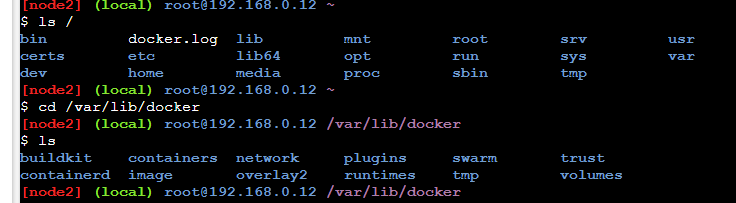 [node2] (local) root@192.168.0.12 ~
$ ls /
bin docker.log lib mnt root srv usr
certs etc lib64 opt run sys var
dev home media proc sbin tmp
[node2] (local) root@192.168.0.12 ~
$ cd /var/lib/docker
[node2] (local) root@192.168.0.12 /var/lib/docker
$ ls
buildkit containers network plugins swarm trust
containerd image overlay2 runtimes tmp volumes
[node2] (local) root@192.168.0.12 /var/lib/docker